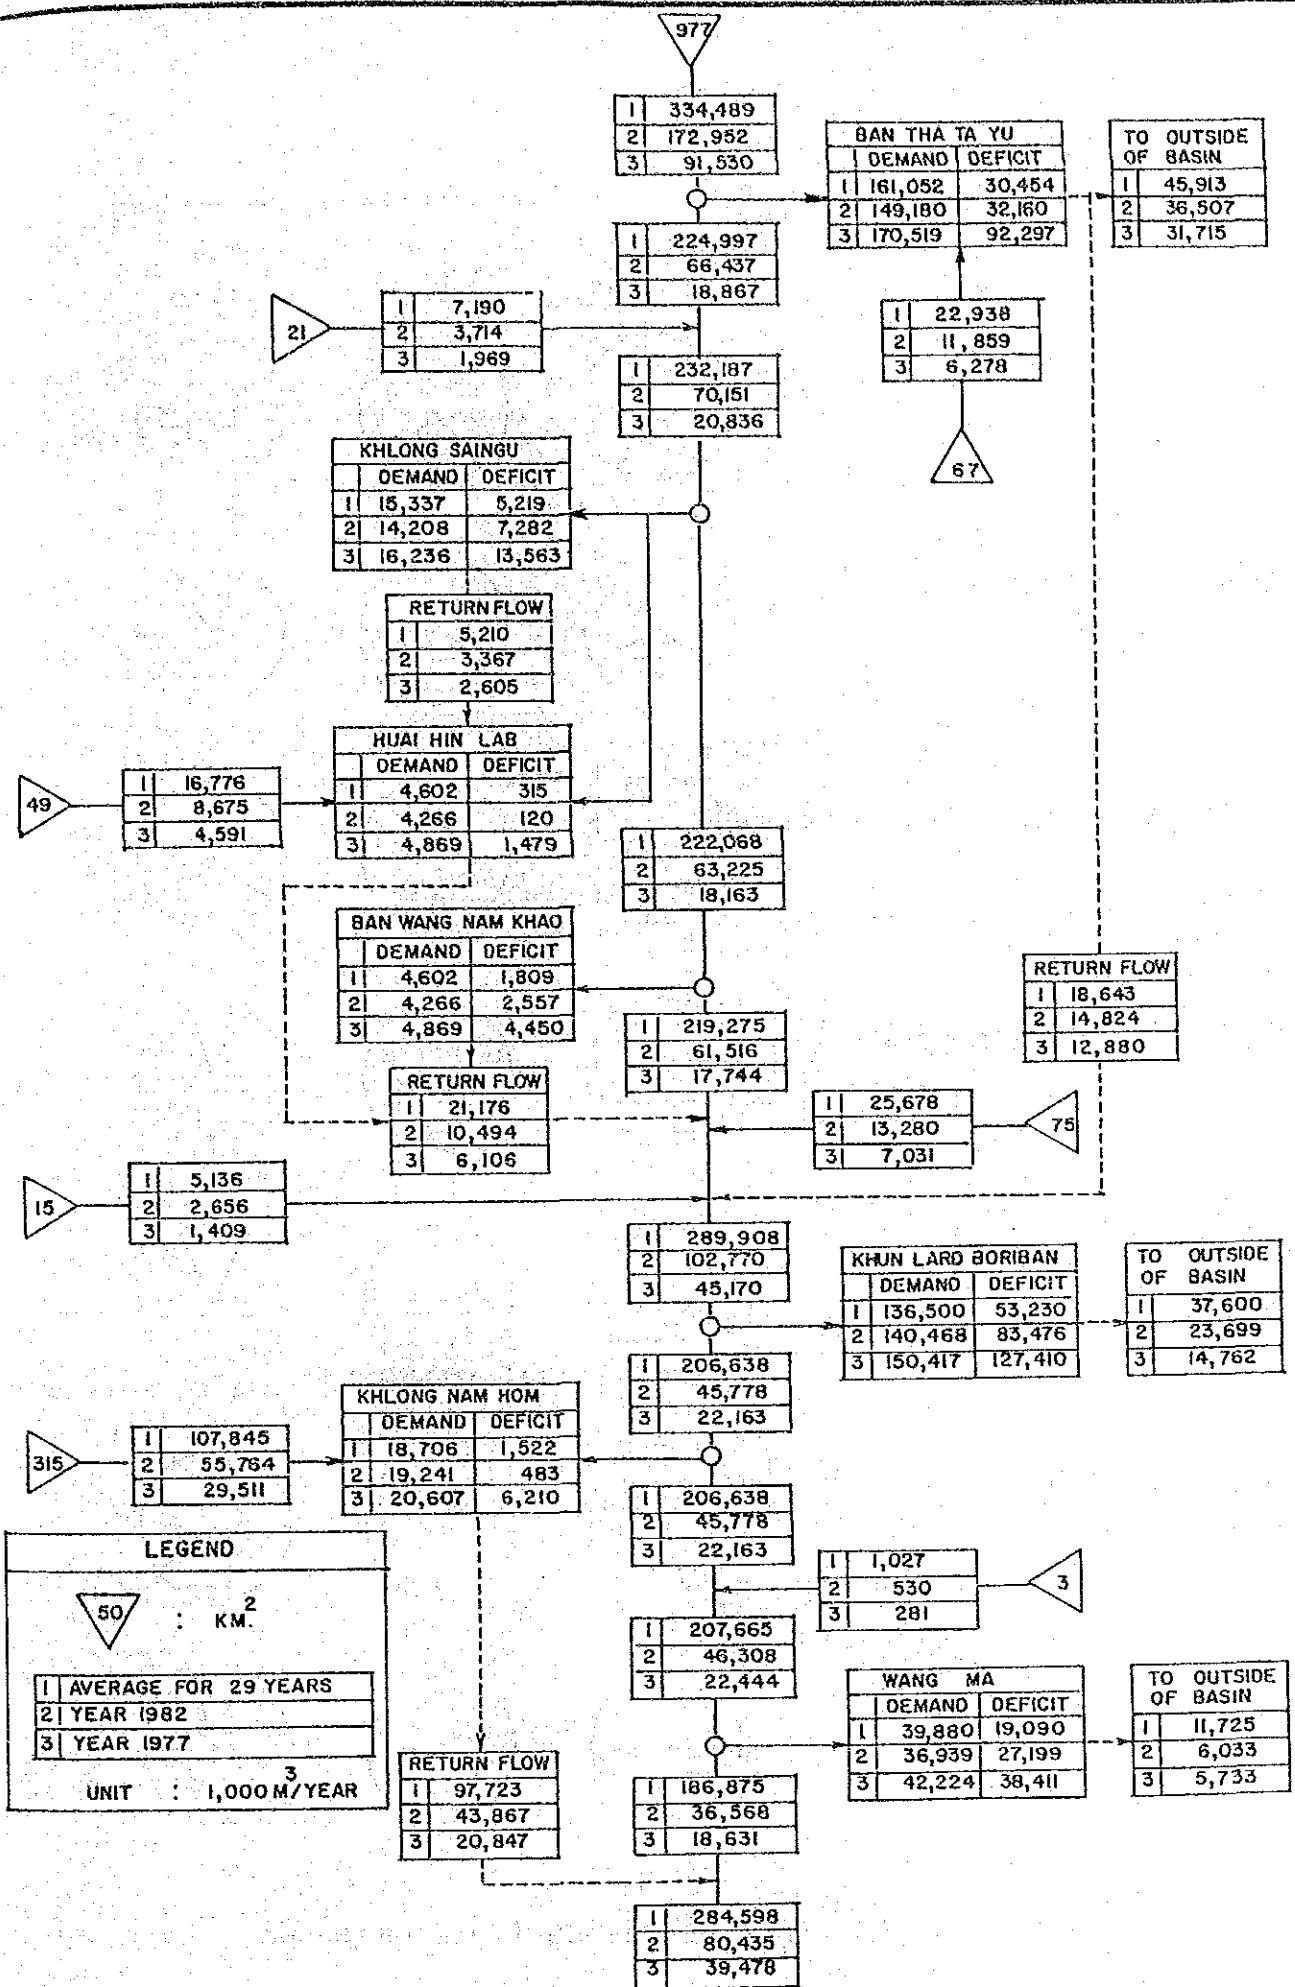 977
1 334,489
2 172,952
3 91,530
BAN THA TA YU
DEMAND DEFICIT
1 161,052 30,454
2 149,180 32,160
3 170,519 92,297
TO OUTSIDE
OF BASIN
1 45,913
2 36,507
3 31,715
1 224,997
2 66,437
3 18,867
21
1 7,190
2 3,714
3 1,969
1 22,938
2 11,859
3 6,278
67
1 232,187
2 70,151
3 20,836
KHLONG SAINGU
DEMAND DEFICIT
1 15,337 5,219
2 14,208 7,282
3 16,236 13,563
RETURN FLOW
1 5,210
2 3,367
3 2,605
HUAI HIN LAB
DEMAND DEFICIT
1 4,602 315
2 4,266 120
3 4,869 1,479
49
1 16,776
2 8,675
3 4,591
1 222,068
2 63,225
3 18,163
BAN WANG NAM KHAO
DEMAND DEFICIT
1 4,602 1,809
2 4,266 2,557
3 4,869 4,450
RETURN FLOW
1 18,643
2 14,824
3 12,880
1 219,275
2 61,516
3 17,744
RETURN FLOW
1 21,176
2 10,494
3 6,106
1 25,678
2 13,280
3 7,031
75
15
1 5,136
2 2,656
3 1,409
1 289,908
2 102,770
3 45,170
KHUN LARD BORIBAN
DEMAND DEFICIT
1 136,500 53,230
2 140,468 83,476
3 150,417 127,410
TO OUTSIDE
OF BASIN
1 37,600
2 23,699
3 14,762
1 206,638
2 45,778
3 22,163
KHLONG NAM HOM
DEMAND DEFICIT
1 18,706 1,522
2 19,241 483
3 20,607 6,210
315
1 107,845
2 55,764
3 29,511
1 206,638
2 45,778
3 22,163
1 1,027
2 530
3 281
3
1 207,665
2 46,308
3 22,444
WANG MA
DEMAND DEFICIT
1 39,880 19,090
2 36,939 27,199
3 42,224 38,411
TO OUTSIDE
OF BASIN
1 11,725
2 6,033
3 5,733
LEGEND
50 : KM.2
1 AVERAGE FOR 29 YEARS
2 YEAR 1982
3 YEAR 1977
UNIT : 1,000 M3/YEAR
RETURN FLOW
1 97,723
2 43,867
3 20,847
1 186,875
2 36,568
3 18,631
1 284,598
2 80,435
3 39,478